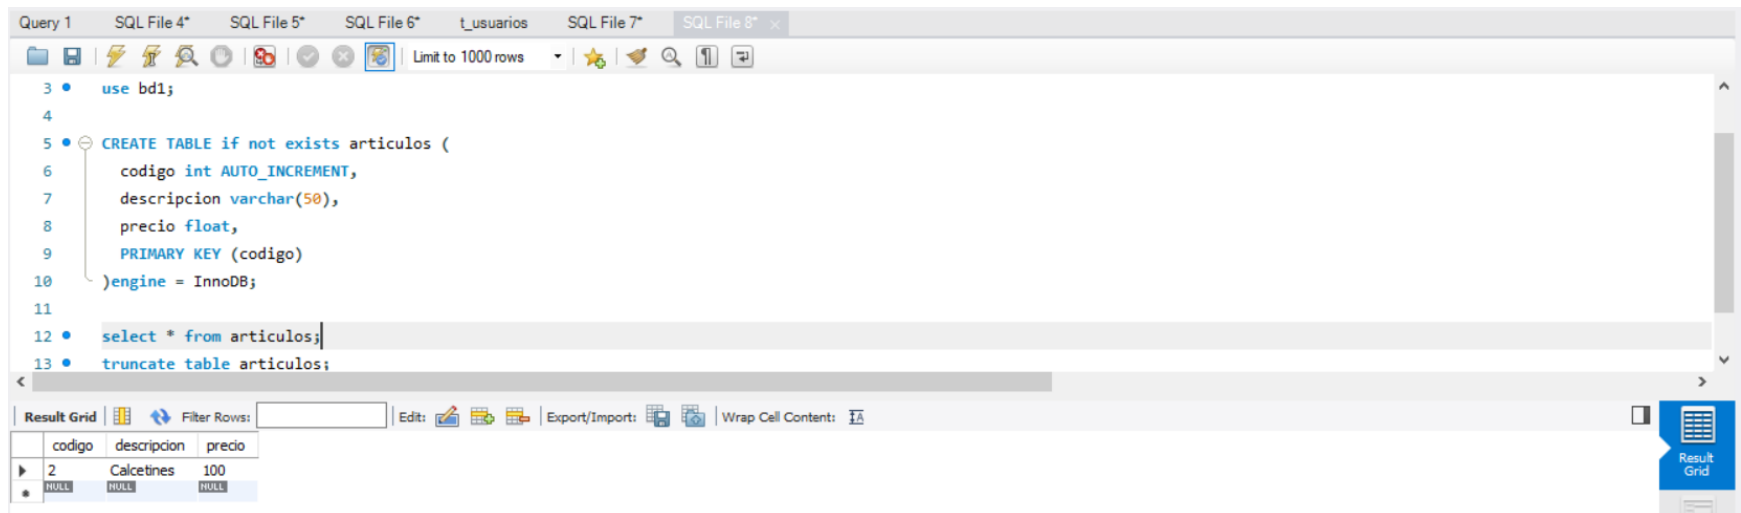 Query 1 SQL File 4* SQL File 5* SQL File 6* t_usuarios SQL File 7* SQL File 8*
Limit to 1000 rows
3 use bd1;
4
5 CREATE TABLE if not exists articulos (
6 codigo int AUTO_INCREMENT,
7 descripcion varchar(50),
8 precio float,
9 PRIMARY KEY (codigo)
10 )engine = InnoDB;
11
12 select * from articulos;
13 truncate table articulos;
Result Grid Filter Rows: Edit: Export/Import: Wrap Cell Content:
codigo descripcion precio
2 Calcetines 100
NULL NULL NULL
Result
Grid